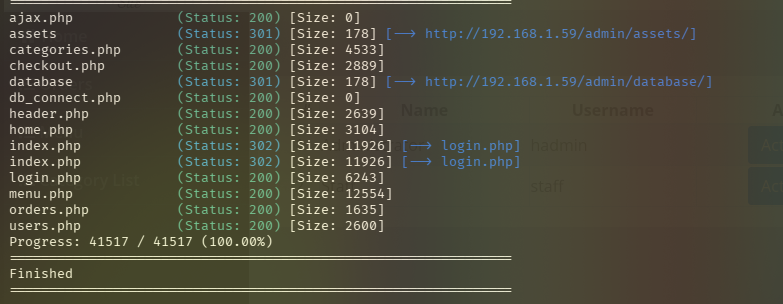 ajax.php (Status: 200) [Size: 0]
assets (Status: 301) [Size: 178] [--> http://192.168.1.59/admin/assets/]
categories.php (Status: 200) [Size: 4533]
checkout.php (Status: 200) [Size: 2889]
database (Status: 301) [Size: 178] [--> http://192.168.1.59/admin/database/]
db_connect.php (Status: 200) [Size: 0]
header.php (Status: 200) [Size: 2639]
Name Username
home.php (Status: 200) [Size: 3104]
index.php (Status: 302) [Size: 11926] [--> login.php]
index.php (Status: 302) [Size: 11926] [--> login.php]
login.php (Status: 200) [Size: 6243]
menu.php (Status: 200) [Size: 12554]
staff
orders.php (Status: 200) [Size: 1635]
users.php (Status: 200) [Size: 2600]
Progress: 41517 / 41517 (100.00%)
Finished